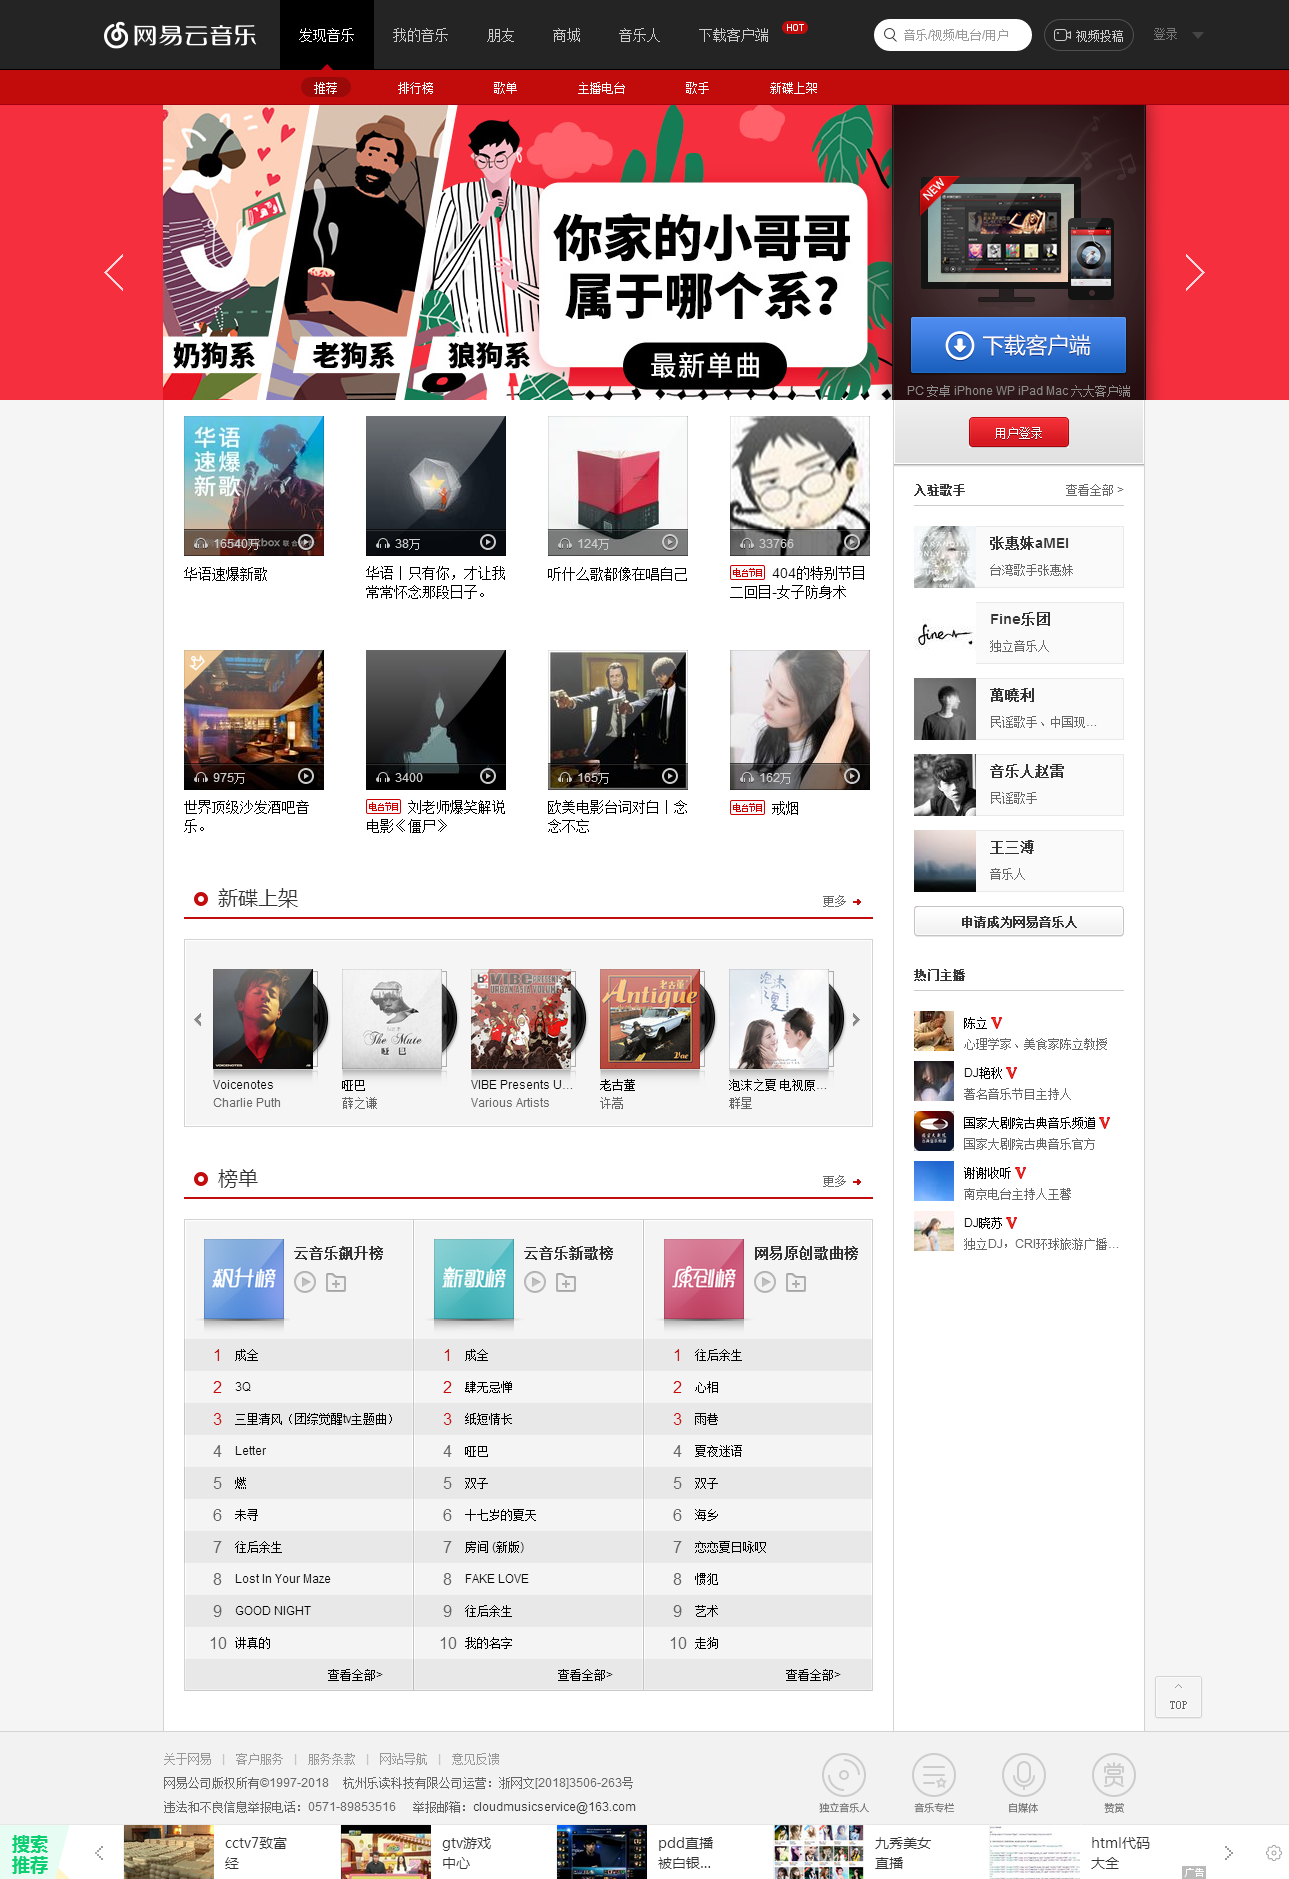 网易云音乐
发现音乐 我的音乐 朋友 商城 音乐人 下载客户端 HOT 音乐/视频/电台/用户 视频投稿 登录
推荐 排行榜 歌单 主播电台 歌手 新碟上架
你家的小哥哥
属于哪个系?
奶狗系 老狗系 狼狗系 最新单曲
NEW
下载客户端
PC 安卓 iPhone WP iPad Mac 六大客户端
用户登录
华语
速爆
新歌
16540万 38万 124万 33766
华语速爆新歌
华语丨只有你，才让我
常常怀念那段日子。
听什么歌都像在唱自己
电台节目 404的特别节目
二回目-女子防身术
975万 3400 165万 162万
世界顶级沙发酒吧音
乐。
电台节目 刘老师爆笑解说
电影《僵尸》
欧美电影台词对白丨念
念不忘
电台节目 戒烟
入驻歌手 查看全部 >
张惠妹aMEI
台湾歌手张惠妹
Fine乐团
独立音乐人
萬曉利
民谣歌手、中国现...
音乐人赵雷
民谣歌手
王三溥
音乐人
申请成为网易音乐人
热门主播
陈立
心理学家、美食家陈立教授
DJ艳秋
著名音乐节目主持人
国家大剧院古典音乐频道
国家大剧院古典音乐官方
谢谢收听
南京电台主持人王馨
DJ晓苏
独立DJ，CRI环球旅游广播...
新碟上架 更多
Voicenotes
Charlie Puth
The Mute
哑巴
哑巴
薛之谦
VIBE PRESENTS
URBAN ASIA VOLUME
VIBE Presents U...
Various Artists
老古董
Antique
Vae
老古董
许嵩
泡沫之夏
泡沫之夏 电视原...
群星
榜单 更多
飙升榜 云音乐飙升榜
新歌榜 云音乐新歌榜
原创榜 网易原创歌曲榜
1 成全
2 3Q
3 三里清风（团综觉醒tv主题曲）
4 Letter
5 燃
6 未寻
7 往后余生
8 Lost In Your Maze
9 GOOD NIGHT
10 讲真的
查看全部>
1 成全
2 肆无忌惮
3 纸短情长
4 哑巴
5 双子
6 十七岁的夏天
7 房间 (新版)
8 FAKE LOVE
9 往后余生
10 我的名字
查看全部>
1 往后余生
2 心相
3 雨巷
4 夏夜迷语
5 双子
6 海乡
7 恋恋夏日咏叹
8 惯犯
9 艺术
10 走狗
查看全部>
TOP
关于网易 | 客户服务 | 服务条款 | 网站导航 | 意见反馈
网易公司版权所有©1997-2018 杭州乐读科技有限公司运营：浙网文[2018]3506-263号
违法和不良信息举报电话：0571-89853516 举报邮箱：cloudmusicservice@163.com
赏
独立音乐人 音乐专栏 自媒体 赞赏
搜索
推荐
cctv7致富
经
gtv游戏
中心
pdd直播
被白银...
九秀美女
直播
html代码
大全
广告